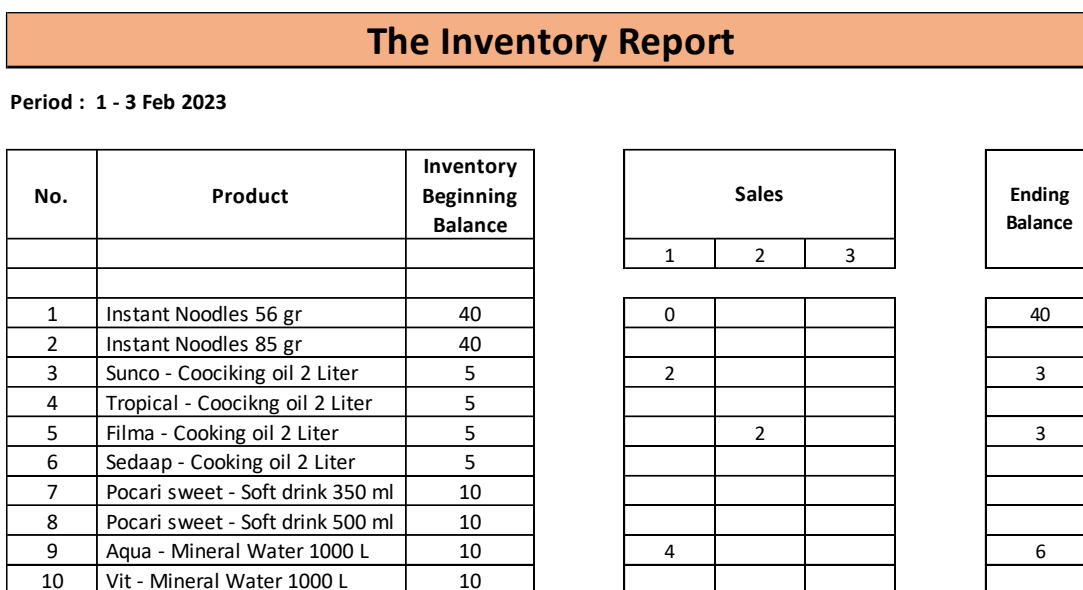 The Inventory Report
Period : 1 - 3 Feb 2023
No. Product Inventory Beginning Balance Sales Ending Balance
1 2 3
1 Instant Noodles 56 gr 40 0 40
2 Instant Noodles 85 gr 40
3 Sunco - Coociking oil 2 Liter 5 2 3
4 Tropical - Coocikng oil 2 Liter 5
5 Filma - Cooking oil 2 Liter 5 2 3
6 Sedaap - Cooking oil 2 Liter 5
7 Pocari sweet - Soft drink 350 ml 10
8 Pocari sweet - Soft drink 500 ml 10
9 Aqua - Mineral Water 1000 L 10 4 6
10 Vit - Mineral Water 1000 L 10